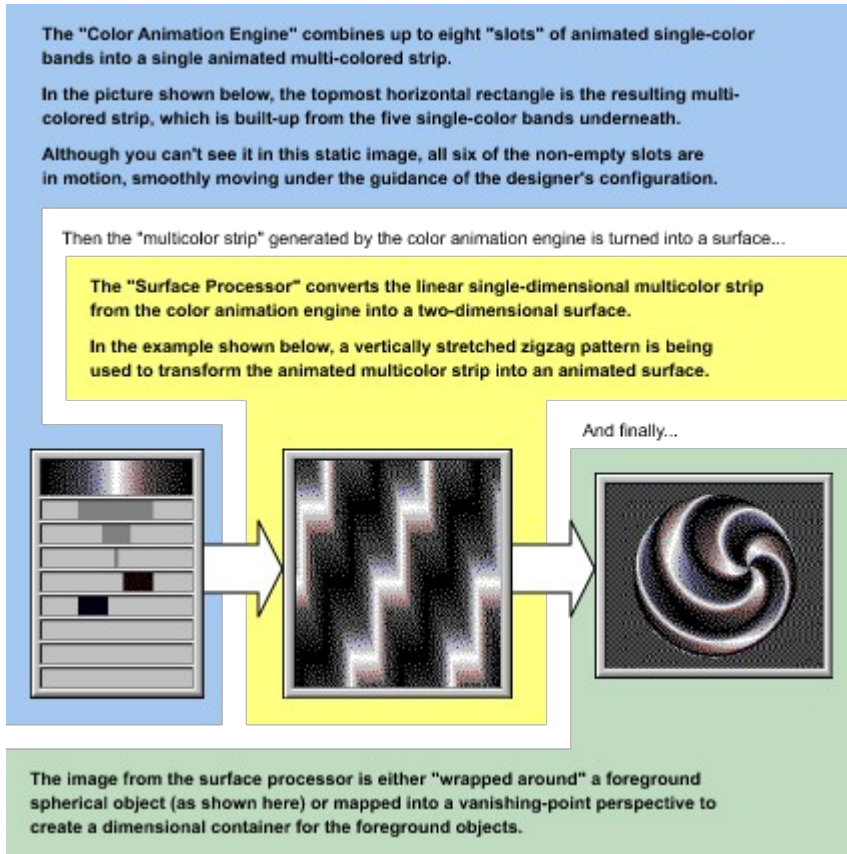 The "Color Animation Engine" combines up to eight "slots" of animated single-color
bands into a single animated multi-colored strip.
In the picture shown below, the topmost horizontal rectangle is the resulting multi-
colored strip, which is built-up from the five single-color bands underneath.
Although you can't see it in this static image, all six of the non-empty slots are
in motion, smoothly moving under the guidance of the designer's configuration.
Then the "multicolor strip" generated by the color animation engine is turned into a surface...
The "Surface Processor" converts the linear single-dimensional multicolor strip
from the color animation engine into a two-dimensional surface.
In the example shown below, a vertically stretched zigzag pattern is being
used to transform the animated multicolor strip into an animated surface.
And finally...
The image from the surface processor is either "wrapped around" a foreground
spherical object (as shown here) or mapped into a vanishing-point perspective to
create a dimensional container for the foreground objects.